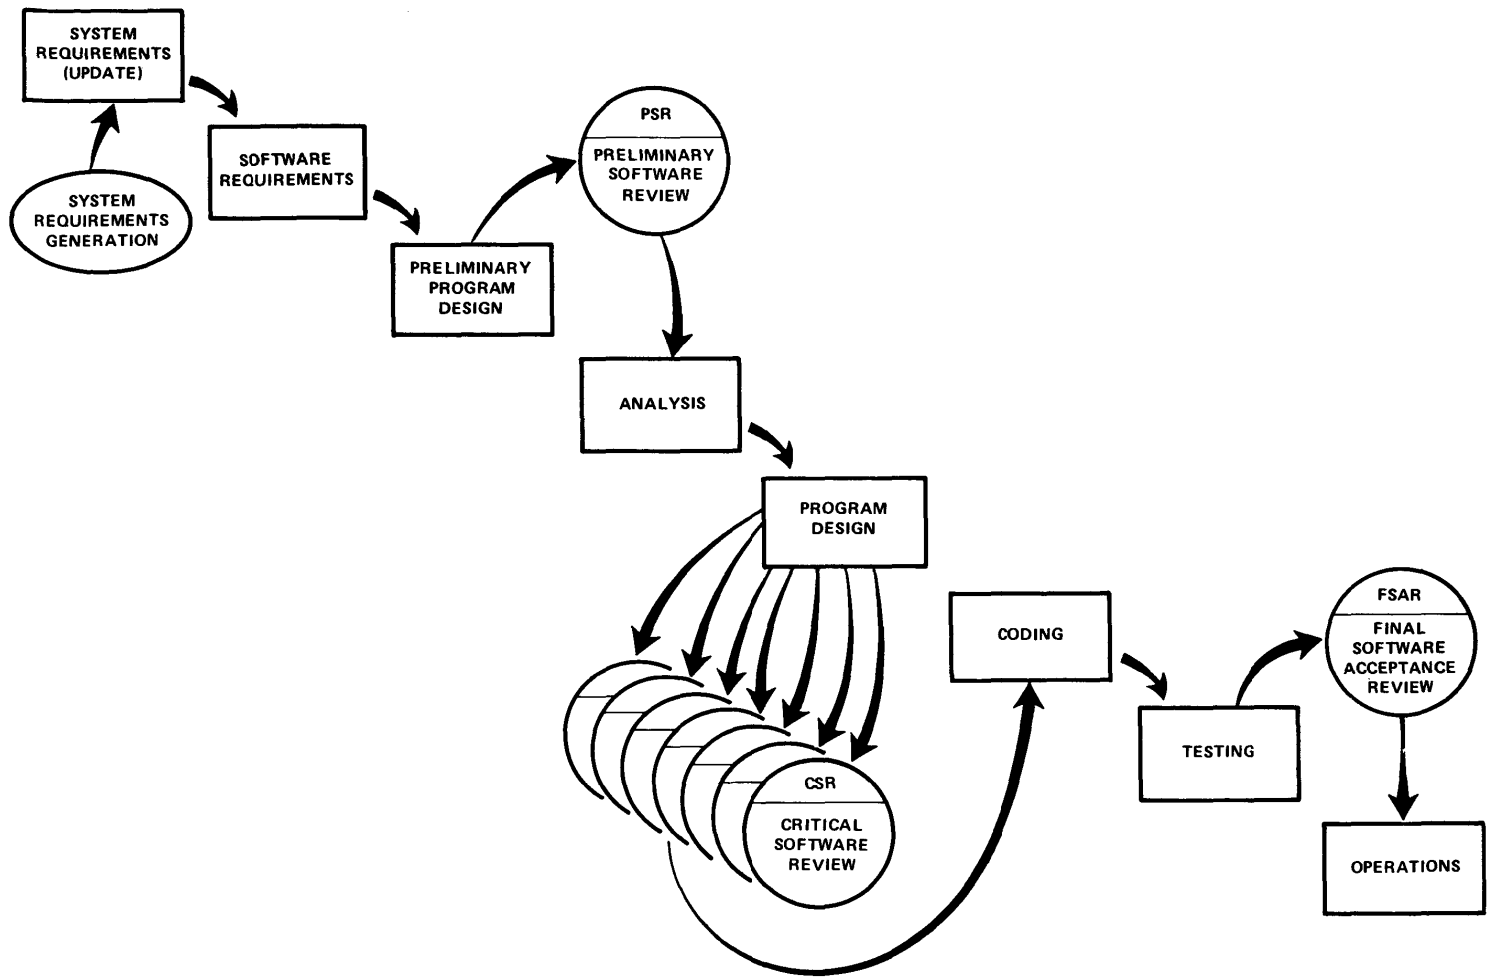 SYSTEM
REQUIREMENTS
(UPDATE)
SYSTEM
REQUIREMENTS
GENERATION
SOFTWARE
REQUIREMENTS
PRELIMINARY
PROGRAM
DESIGN
PSR
PRELIMINARY
SOFTWARE
REVIEW
ANALYSIS
PROGRAM
DESIGN
CSR
CRITICAL
SOFTWARE
REVIEW
CODING
TESTING
FSAR
FINAL
SOFTWARE
ACCEPTANCE
REVIEW
OPERATIONS